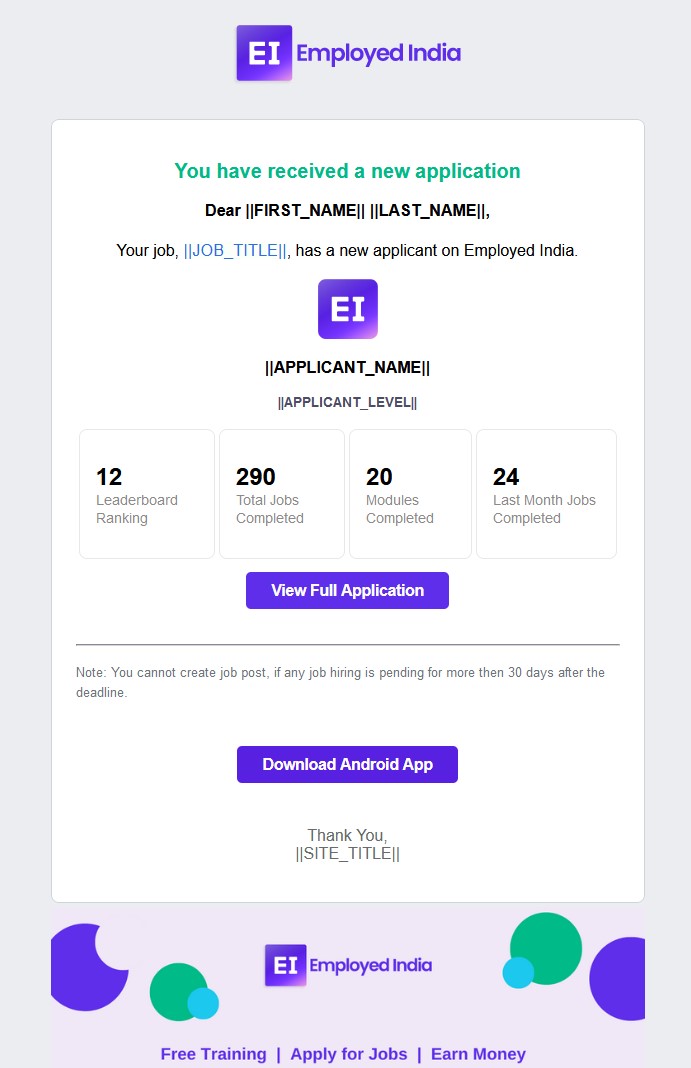 EI Employed India
You have received a new application
Dear ||FIRST_NAME|| ||LAST_NAME||,
Your job, ||JOB_TITLE||, has a new applicant on Employed India.
EI
||APPLICANT_NAME||
||APPLICANT_LEVEL||
12
Leaderboard
Ranking
290
Total Jobs
Completed
20
Modules
Completed
24
Last Month Jobs
Completed
View Full Application
Note: You cannot create job post, if any job hiring is pending for more then 30 days after the
deadline.
Download Android App
Thank You,
||SITE_TITLE||
EI Employed India
Free Training | Apply for Jobs | Earn Money